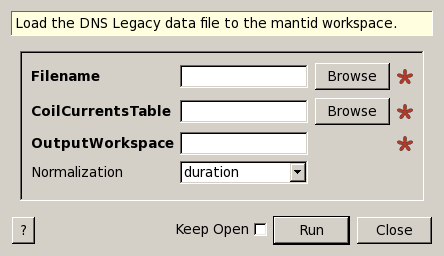 Load the DNS Legacy data file to the mantid workspace.
Filename Browse *
CoilCurrentsTable Browse *
OutputWorkspace *
Normalization duration
? Keep Open Run Close